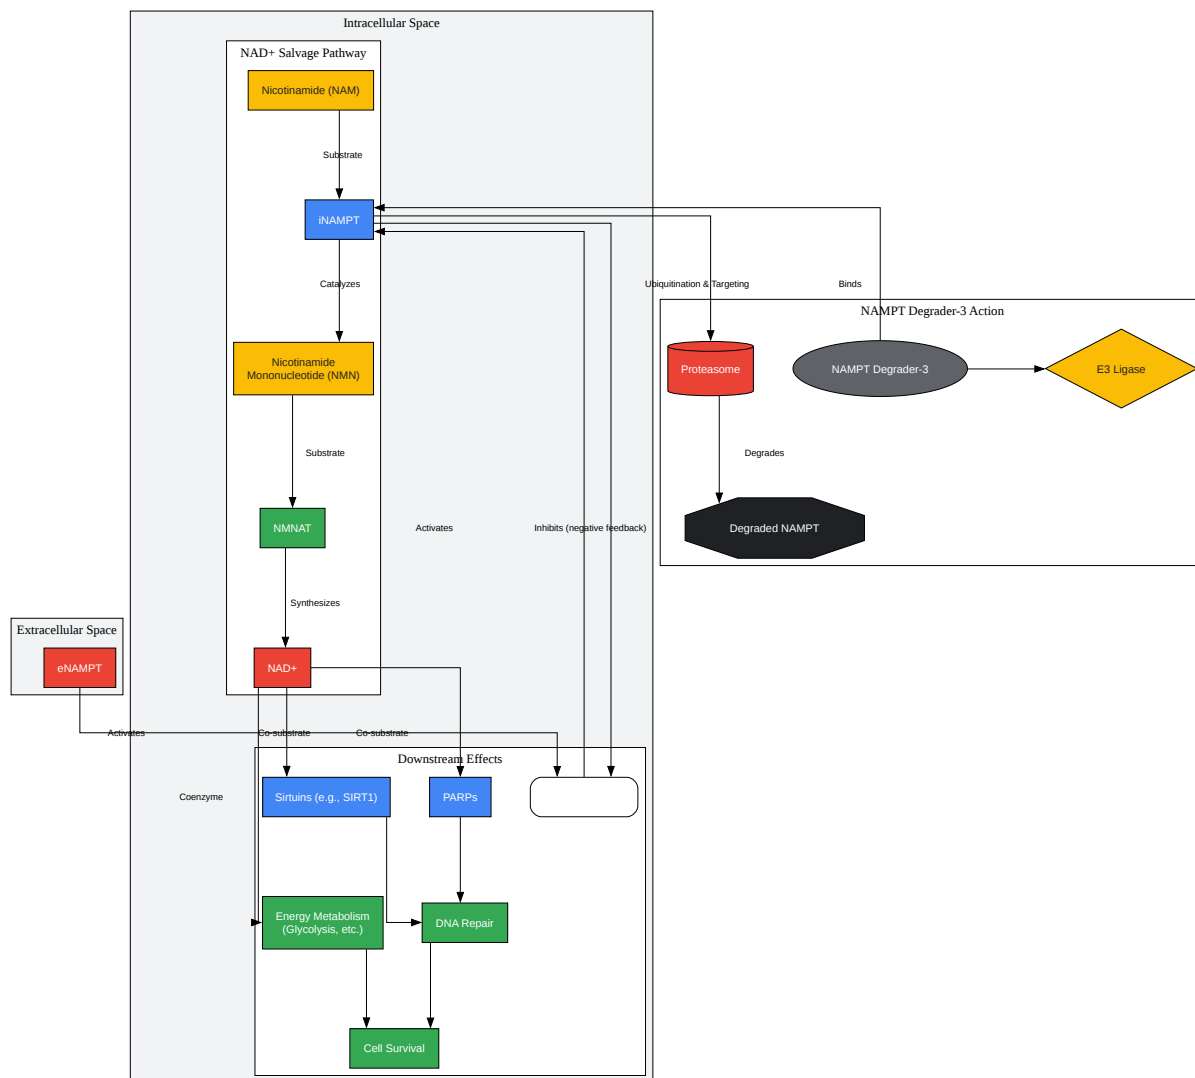 Intracellular Space
NAD+ Salvage Pathway
Nicotinamide (NAM)
Substrate
iNAMPT
Catalyzes
Ubiquitination & Targeting
Binds
NAMPT Degrader-3 Action
Nicotinamide
Mononucleotide (NMN)
Proteasome
NAMPT Degrader-3
E3 Ligase
Substrate
Degrades
NMNAT
Activates
Inhibits (negative feedback)
Degraded NAMPT
Synthesizes
Extracellular Space
eNAMPT
NAD+
Activates
Co-substrate
Co-substrate
Downstream Effects
Coenzyme
Sirtuins (e.g., SIRT1)
PARPs
Energy Metabolism
(Glycolysis, etc.)
DNA Repair
Cell Survival